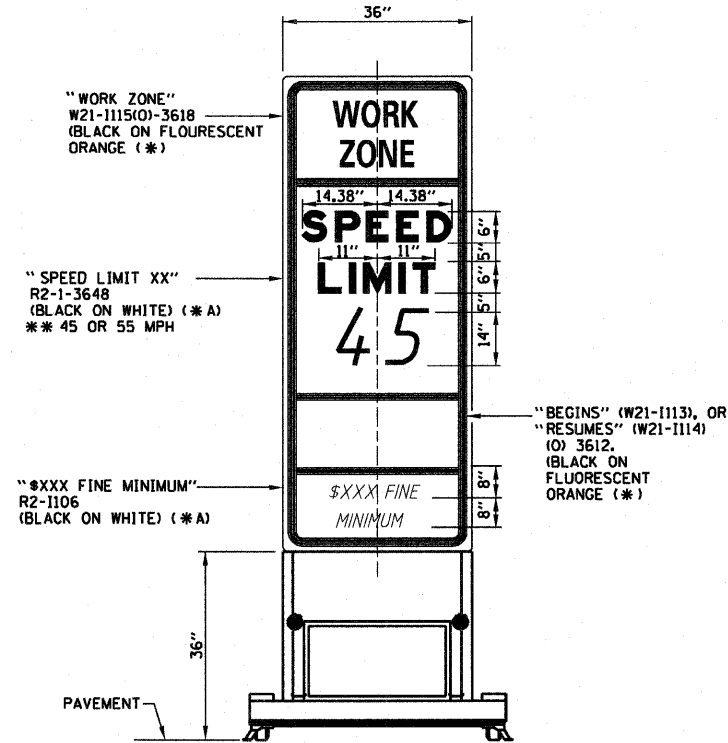 36"
"WORK ZONE"
W21-I115(O)-3618
(BLACK ON FLOURESCENT
ORANGE (*)
WORK
ZONE
14.38" 14.38"
SPEED
6"
5"
11" 11"
LIMIT
6"
5"
"SPEED LIMIT XX"
R2-1-3648
(BLACK ON WHITE) (*A)
** 45 OR 55 MPH
45
14"
"BEGINS" (W21-I113), OR
"RESUMES" (W21-I114)
(O) 3612.
(BLACK ON
FLUORESCENT
ORANGE (*)
"$XXX FINE MINIMUM"
R2-I106
(BLACK ON WHITE) (*A)
$XXX FINE
MINIMUM
8"
8"
36"
PAVEMENT